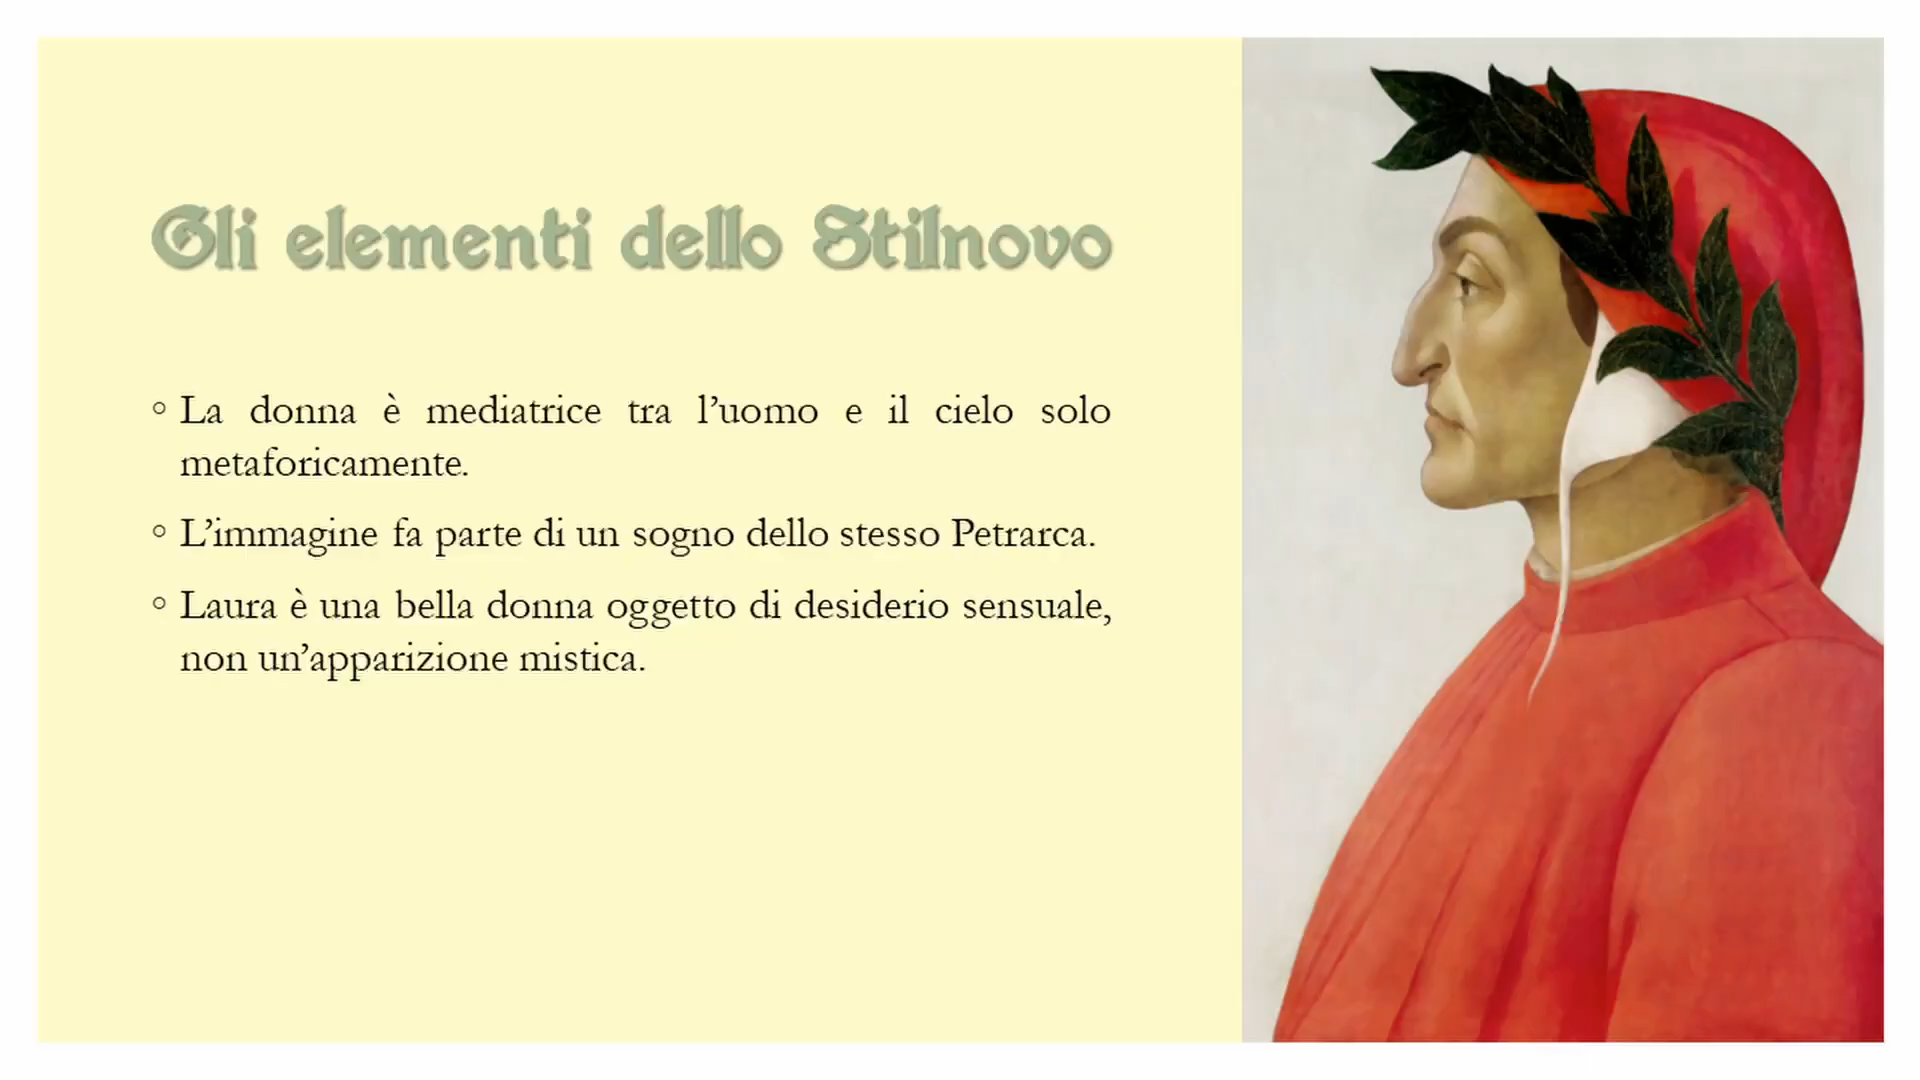 Gli elementi dello Stilnovo
◦ La donna è mediatrice tra l’uomo e il cielo solo
metaforicamente.
◦ L’immagine fa parte di un sogno dello stesso Petrarca.
◦ Laura è una bella donna oggetto di desiderio sensuale,
non un’apparizione mistica.